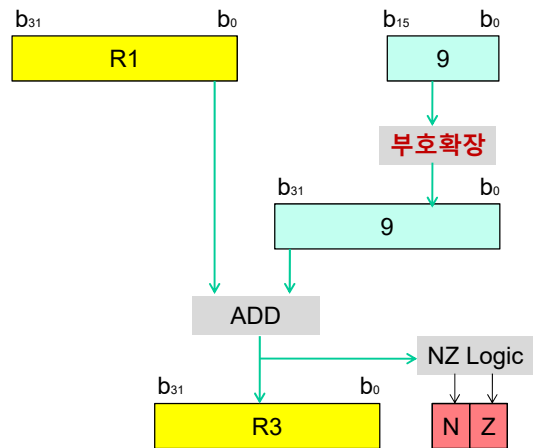 b31 b0 b15 b0
R1 9
부호확장
b31 b0
9
ADD
NZ Logic
b31 b0
R3 N Z